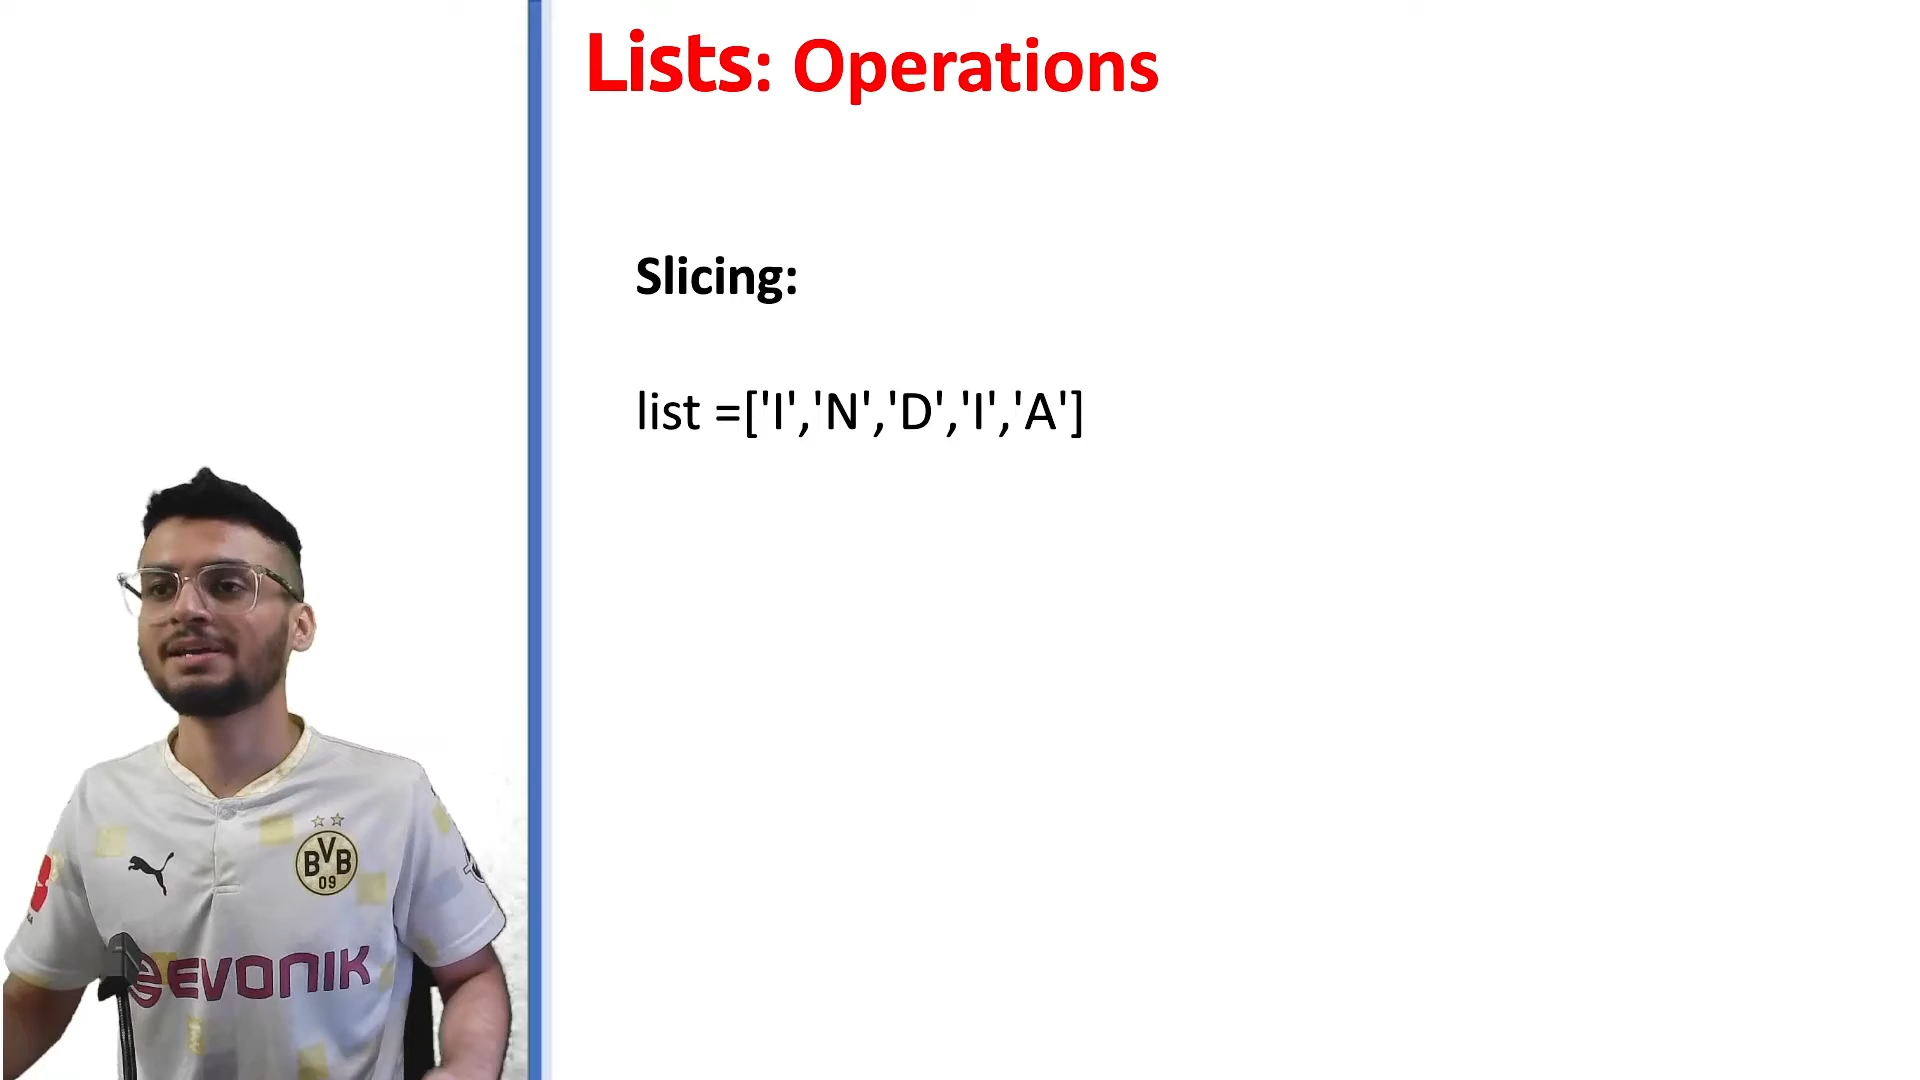 Lists: Operations
Slicing:
list =['I','N','D','I','A']
BVB
09
EVONIK